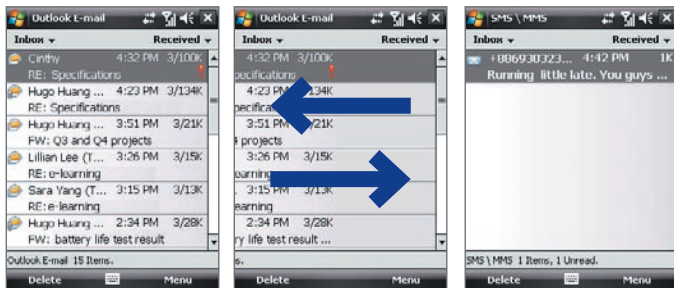 Outlook E-mail
Inbox Received
Cinthy 4:32 PM 3/100K
RE: Specifications
Hugo Huang ... 4:23 PM 3/134K
RE: Specifications
Hugo Huang ... 3:51 PM 3/21K
FW: Q3 and Q4 projects
Lillian Lee (T... 3:26 PM 3/15K
RE: e-learning
Sara Yang (T... 3:15 PM 3/13K
RE: e-learning
Hugo Huang ... 2:34 PM 3/28K
FW: battery life test result
Outlook E-mail 15 Items.
Delete Menu
Outlook E-mail
Inbox Received
4:32 PM 3/100K
pecifications
4:23 PM 134K
pecifica
3:51 PM /21K
projects
3:26 PM 3/15K
earning
3:15 PM 3/13K
earning
2:34 PM 3/28K
ry life test result ...
s.
Delete Menu
SMS \ MMS
Inbox Received
+886930323... 4:42 PM 1K
Running little late. You guys ...
SMS \ MMS 1 Items, 1 Unread.
Delete Menu